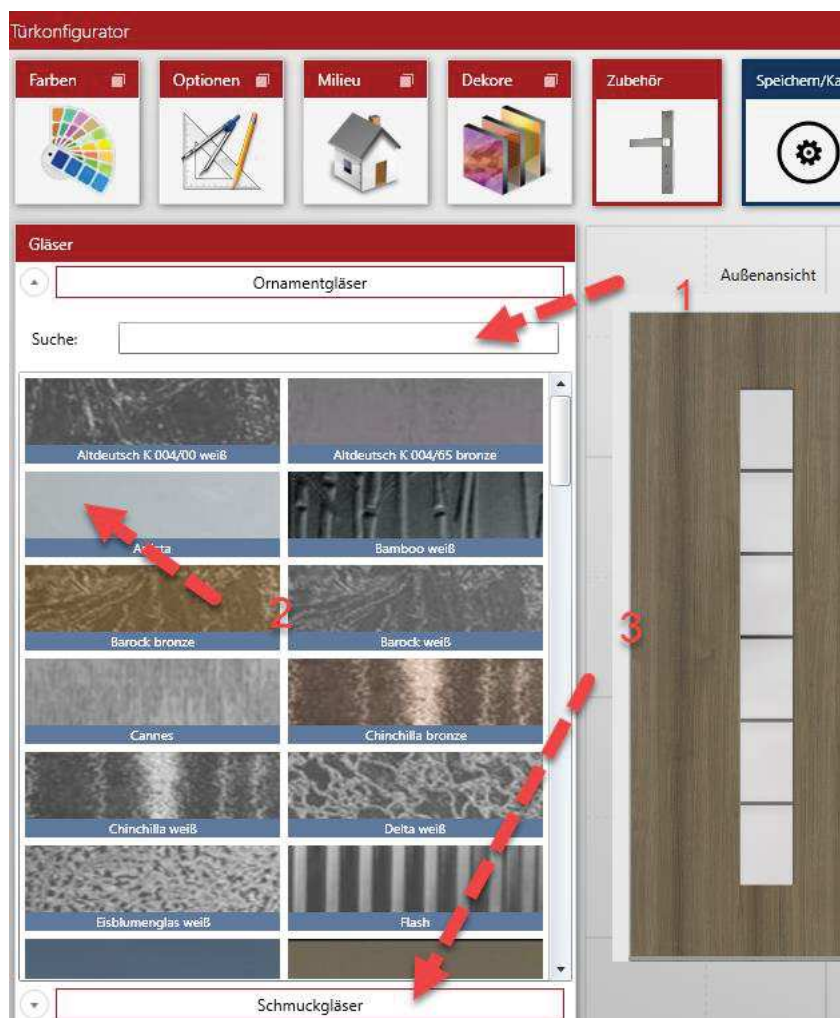 Türkonfigurator
Farben
Optionen
Milieu
Dekore
Zubehör
Speichern/Ka
Gläser
Ornamentgläser
Suche:
Außenansicht
1
Altdeutsch K 004/00 weiß
Altdeutsch K 004/65 bronze
Bamboo weiß
2
Barock bronze
Barock weiß
3
Cannes
Chinchilla bronze
Chinchilla weiß
Delta weiß
Eisblumenglas weiß
Flash
Schmuckgläser